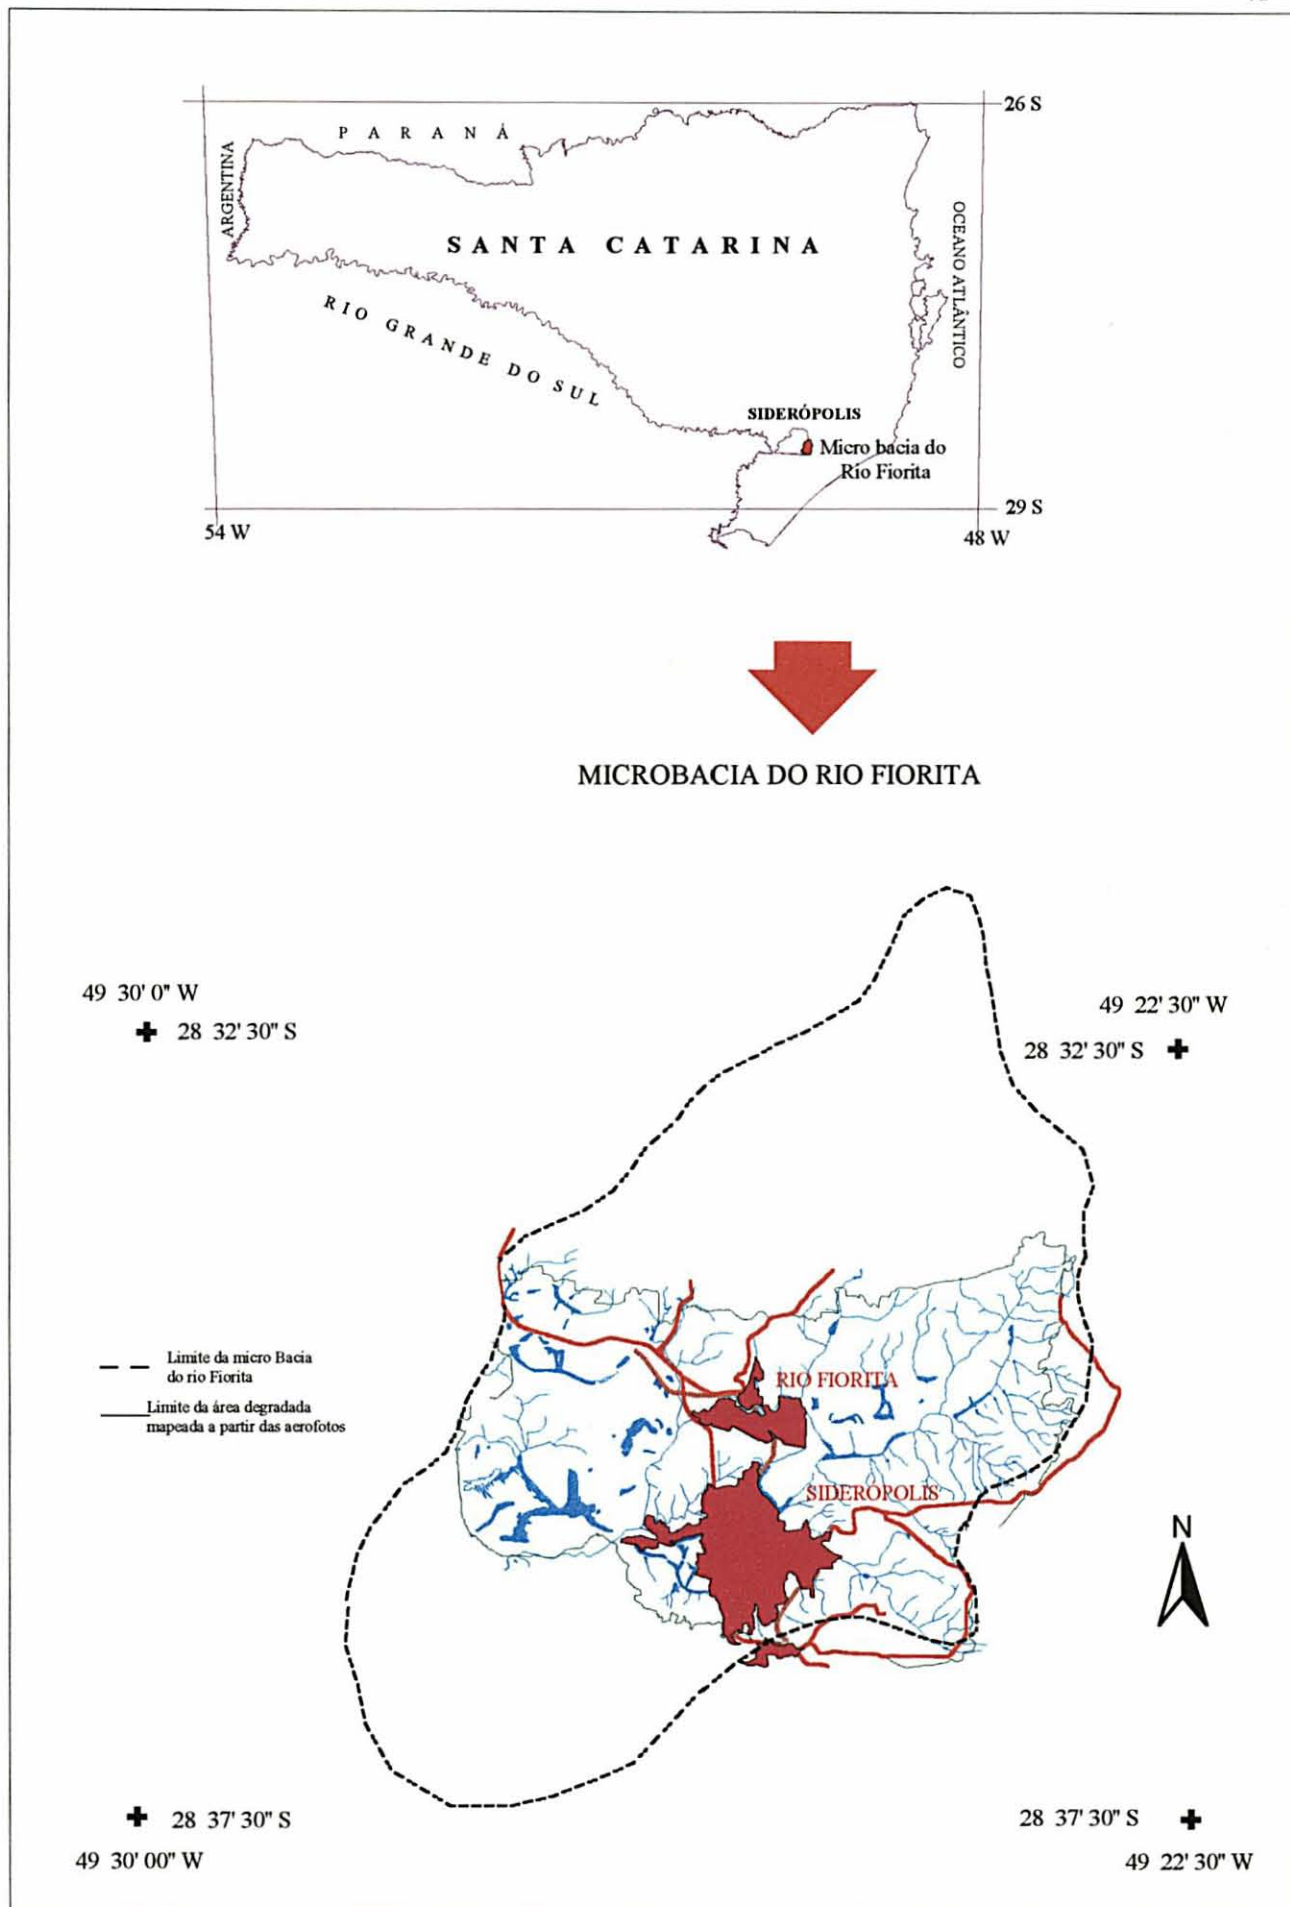 26 S
P A R A N Á
ARGENTINA
SANTA CATARINA
OCEANO ATLÂNTICO
RIO GRANDE DO SUL
SIDERÓPOLIS
Micro bacia do
Rio Fiorita
29 S
54 W
48 W
MICROBACIA DO RIO FIORITA
49 30' 0" W
28 32' 30" S
49 22' 30" W
28 32' 30" S
Limite da micro Bacia
do rio Fiorita
Limite da área degradada
mapeada a partir das aerofotos
RIO FIORITA
SIDERÓPOLIS
N
28 37' 30" S
49 30' 00" W
28 37' 30" S
49 22' 30" W